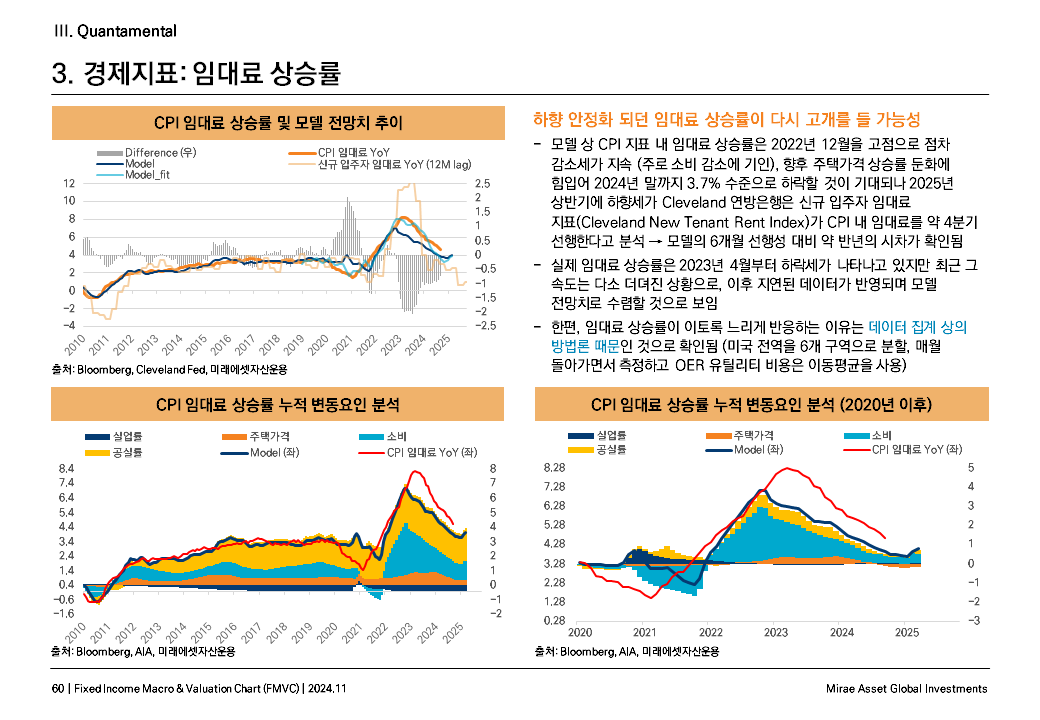 III. Quantamental
3. 경제지표: 임대료 상승률
CPI 임대료 상승률 및 모델 전망치 추이
Difference (우)
CPI 임대료 YoY
Model
신규 입주자 임대료 YoY (12M lag)
Model_fit
12
10
8
6
4
2
0
−2
−4
2.5
2
1.5
1
0.5
0
−0.5
−1
−1.5
−2
−2.5
2010
2011
2012
2013
2014
2015
2016
2017
2018
2019
2020
2021
2022
2023
2024
2025
출처: Bloomberg, Cleveland Fed, 미래에셋자산운용
하향 안정화 되던 임대료 상승률이 다시 고개를 들 가능성
− 모델 상 CPI 지표 내 임대료 상승률은 2022년 12월을 고점으로 점차
감소세가 지속 (주로 소비 감소에 기인), 향후 주택가격 상승률 둔화에
힘입어 2024년 말까지 3.7% 수준으로 하락할 것이 기대되나 2025년
상반기에 하향세가 Cleveland 연방은행은 신규 입주자 임대료
지표(Cleveland New Tenant Rent Index)가 CPI 내 임대료를 약 4분기
선행한다고 분석 → 모델의 6개월 선행성 대비 약 반년의 시차가 확인됨
− 실제 임대료 상승률은 2023년 4월부터 하락세가 나타나고 있지만 최근 그
속도는 다소 더뎌진 상황으로, 이후 지연된 데이터가 반영되며 모델
전망치로 수렴할 것으로 보임
− 한편, 임대료 상승률이 이토록 느리게 반응하는 이유는 데이터 집계 상의
방법론 때문인 것으로 확인됨 (미국 전역을 6개 구역으로 분할, 매월
돌아가면서 측정하고 OER 유틸리티 비용은 이동평균을 사용)
CPI 임대료 상승률 누적 변동요인 분석
실업률
주택가격
소비
공실률
Model (좌)
CPI 임대료 YoY (좌)
8.4
7.4
6.4
5.4
4.4
3.4
2.4
1.4
0.4
−0.6
−1.6
8
7
6
5
4
3
2
1
0
−1
−2
2010
2011
2012
2013
2014
2015
2016
2017
2018
2019
2020
2021
2022
2023
2024
2025
출처: Bloomberg, AIA, 미래에셋자산운용
CPI 임대료 상승률 누적 변동요인 분석 (2020년 이후)
실업률
주택가격
소비
공실률
Model (좌)
CPI 임대료 YoY (좌)
8.28
7.28
6.28
5.28
4.28
3.28
2.28
1.28
0.28
5
4
3
2
1
0
−1
−2
−3
2020
2021
2022
2023
2024
2025
출처: Bloomberg, AIA, 미래에셋자산운용
60 | Fixed Income Macro & Valuation Chart (FMVC) | 2024.11
Mirae Asset Global Investments